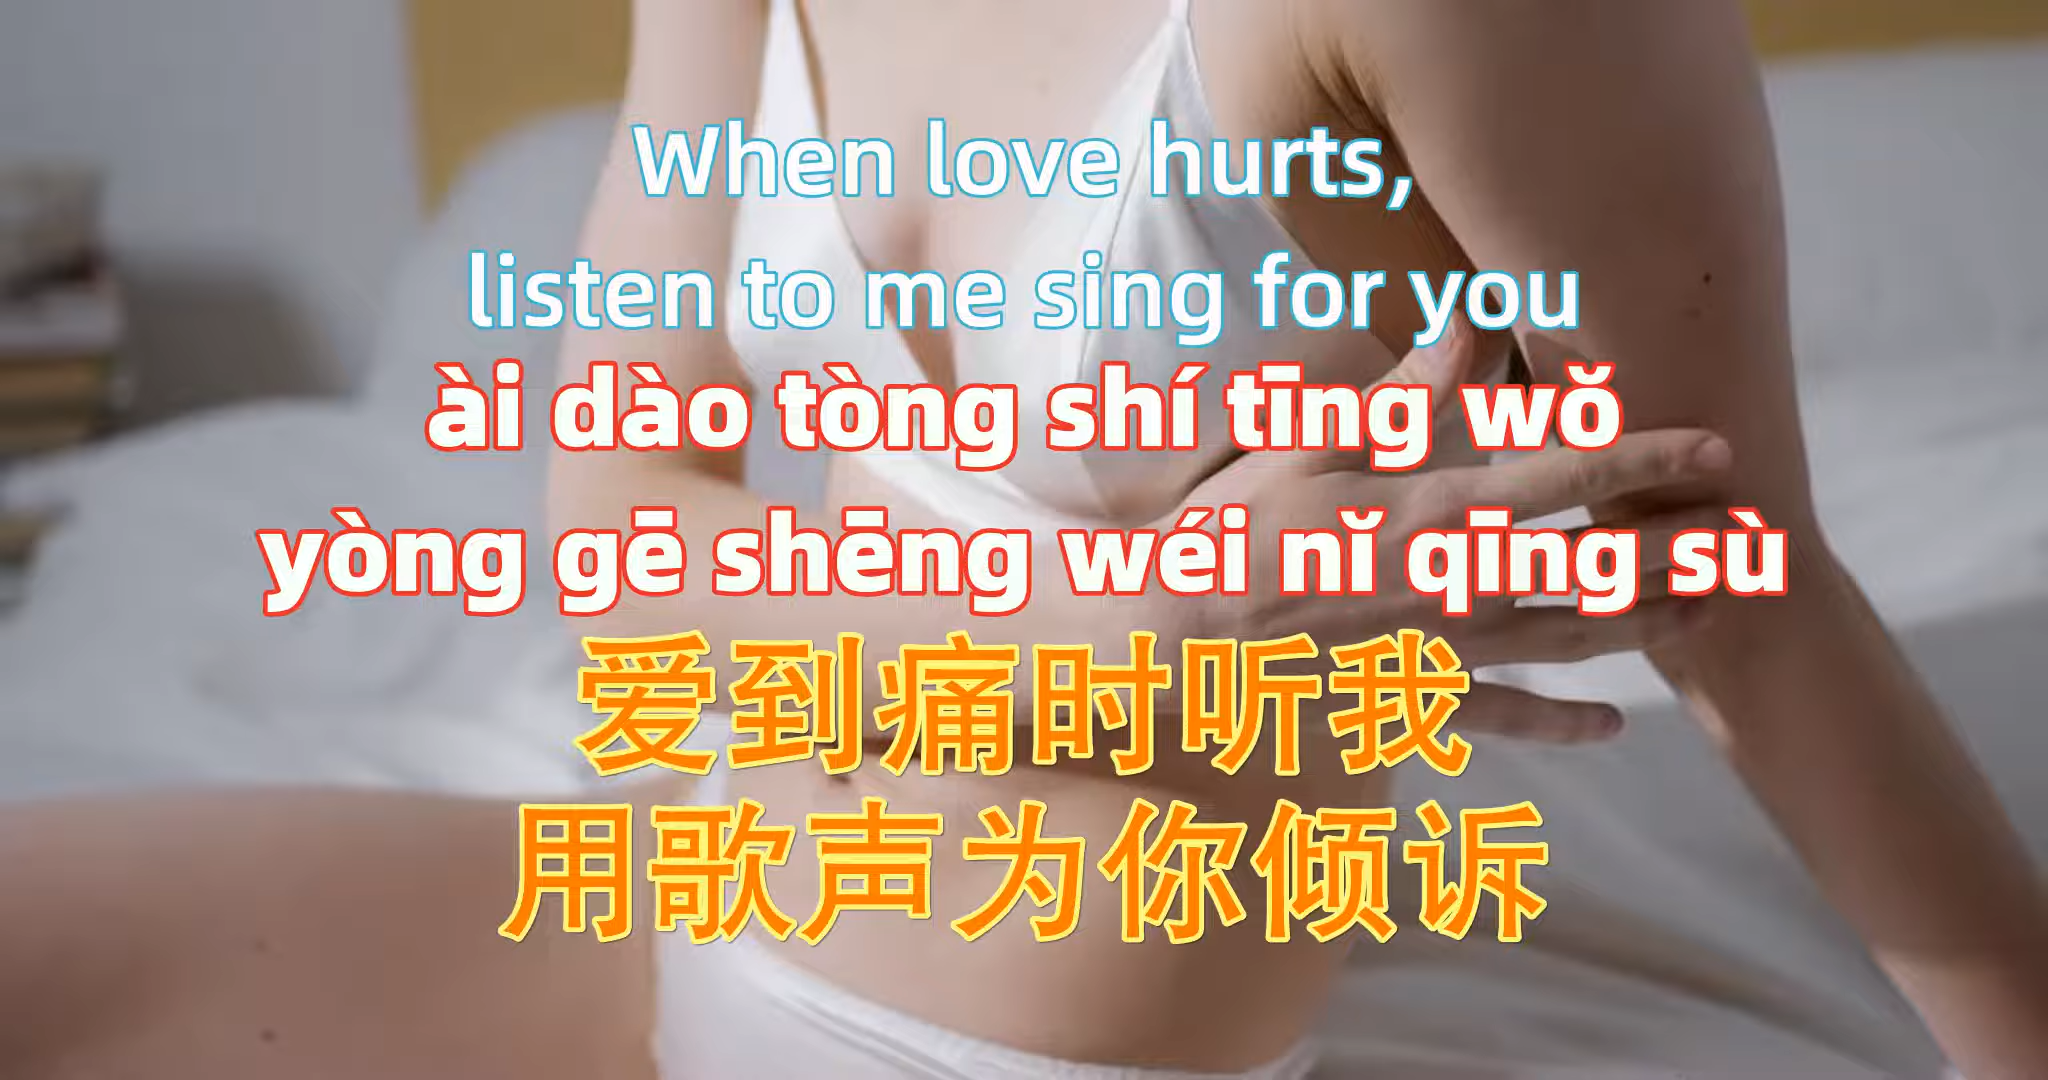 When love hurts,
listen to me sing for you
ài dào tòng shí tīng wǒ
yòng gē shēng wéi nǐ qīng sù
爱到痛时听我
用歌声为你倾诉